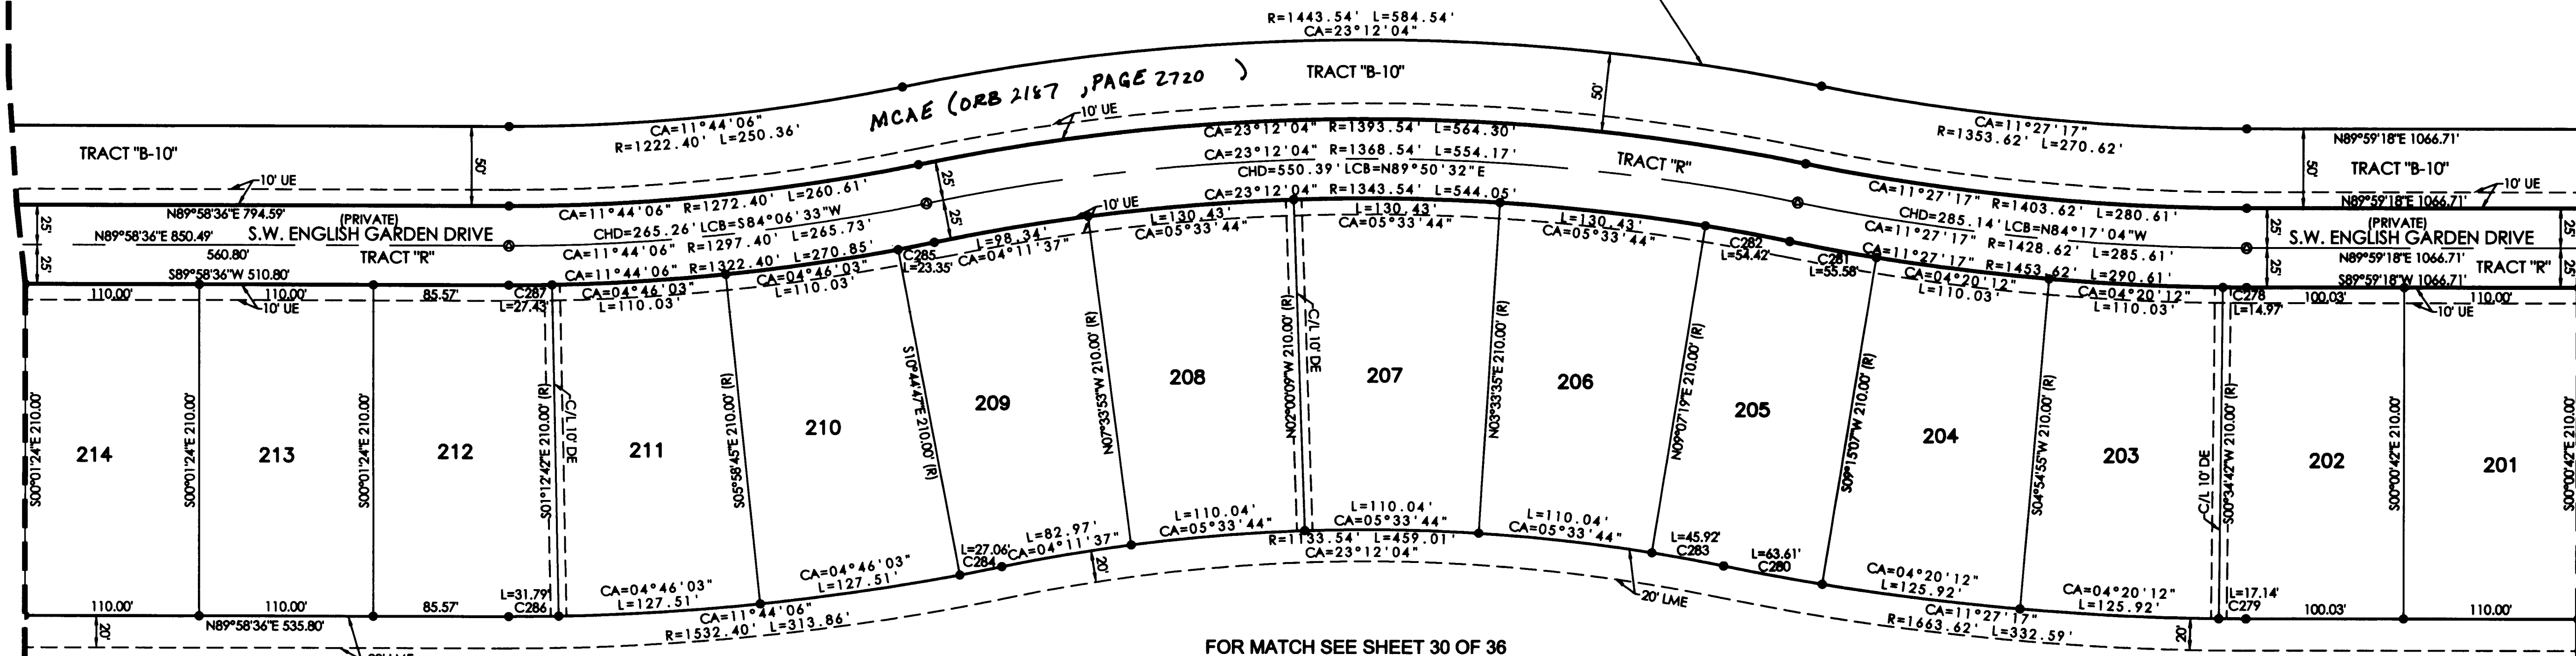 R=1443.54' L=584.54'
CA=23°12'04"
TRACT "B-10"
MCAE (ORB 2187 , PAGE 2720 )
10' UE
50'
CA=11°44'06"
R=1222.40' L=250.36'
CA=11°27'17"
R=1353.62' L=270.62'
TRACT "B-10"
50'
10' UE
N89°59'18"E 1066.71'
TRACT "B-10"
50'
10' UE
N89°59'18"E 1066.71'
CA=23°12'04" R=1393.54' L=564.30'
CA=23°12'04" R=1368.54' L=554.17'
CHD=550.39' LCB=N89°50'32"E
CA=23°12'04" R=1343.54' L=544.05'
TRACT "R"
25'
25'
10' UE
N89°58'36"E 794.59'
(PRIVATE)
N89°58'36"E 850.49' S.W. ENGLISH GARDEN DRIVE
560.80'
TRACT "R"
S89°58'36"W 510.80'
25'
25'
CA=11°44'06" R=1272.40' L=260.61'
CHD=265.26' LCB=S84°06'33"W
CA=11°44'06" R=1297.40' L=265.73'
CA=11°44'06" R=1322.40' L=270.85'
CA=11°27'17" R=1403.62' L=280.61'
CHD=285.14' LCB=N84°17'04"W
CA=11°27'17" R=1428.62' L=285.61'
CA=11°27'17" R=1453.62' L=290.61'
(PRIVATE)
S.W. ENGLISH GARDEN DRIVE
N89°59'18"E 1066.71'
TRACT "R"
S89°59'18"W 1066.71'
25'
25'
25'
25'
110.00'
110.00'
10' UE
85.57'
C287
L=27.43'
CA=04°46'03"
L=110.03'
CA=04°46'03"
L=110.03'
C285
L=23.35'
L=98.34'
CA=04°11'37"
L=130.43'
CA=05°33'44"
L=130.43'
CA=05°33'44"
L=130.43'
CA=05°33'44"
C282
L=54.42'
C281
L=55.58'
CA=04°20'12"
L=110.03'
CA=04°20'12"
L=110.03'
C278
L=14.97'
100.03'
10' UE
110.00'
S00°01'24"E 210.00'
214
S00°01'24"E 210.00'
213
S00°01'24"E 210.00'
212
S01°12'42"E 210.00' (R)
C/L 10' DE
211
S05°58'45"E 210.00' (R)
210
S10°44'47"E 210.00' (R)
209
N07°33'53"W 210.00' (R)
208
N02°00'09"W 210.00' (R)
C/L 10' DE
207
N03°33'35"E 210.00' (R)
206
N09°07'19"E 210.00' (R)
205
S09°15'07"W 210.00' (R)
204
S04°54'55"W 210.00' (R)
203
C/L 10' DE
S00°34'42"W 210.00' (R)
202
S00°00'42"E 210.00'
201
S00°00'42"E 210.00'
110.00'
110.00'
85.57'
L=31.79'
C286
CA=04°46'03"
L=127.51'
CA=04°46'03"
L=127.51'
L=27.06'
C284
L=82.97'
CA=04°11'37"
L=110.04'
CA=05°33'44"
L=110.04'
CA=05°33'44"
L=110.04'
CA=05°33'44"
R=1133.54' L=459.01'
CA=23°12'04"
L=45.92'
C283
L=63.61'
C280
CA=04°20'12"
L=125.92'
CA=04°20'12"
L=125.92'
L=17.14'
C279
100.03'
110.00'
20'
N89°58'36"E 535.80'
CA=11°44'06"
R=1532.40' L=313.86'
20'
20' LME
CA=11°27'17"
R=1663.62' L=332.59'
20'
FOR MATCH SEE SHEET 30 OF 36